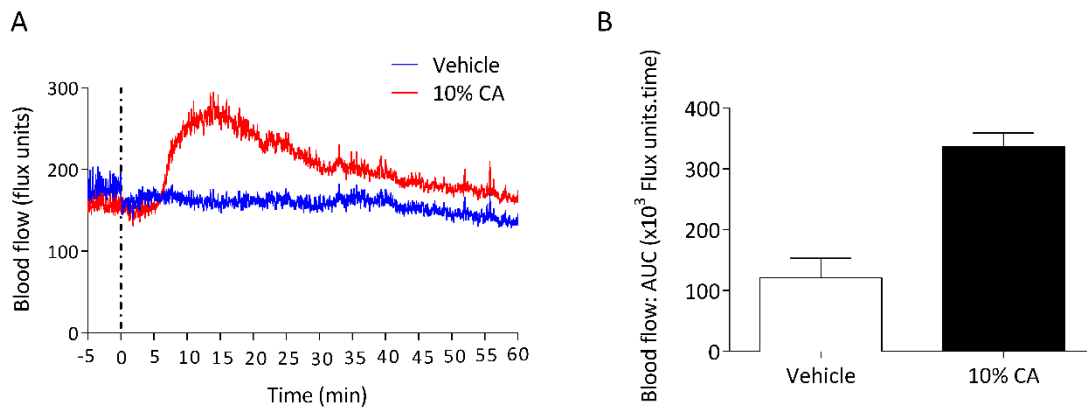 A
Vehicle
10% CA
Blood flow (flux units)
300
200
100
0
-5 0 5 10 15 20 25 30 35 40 45 50 55 60
Time (min)
B
Blood flow: AUC (x10³ Flux units.time)
400
300
200
100
0
Vehicle 10% CA